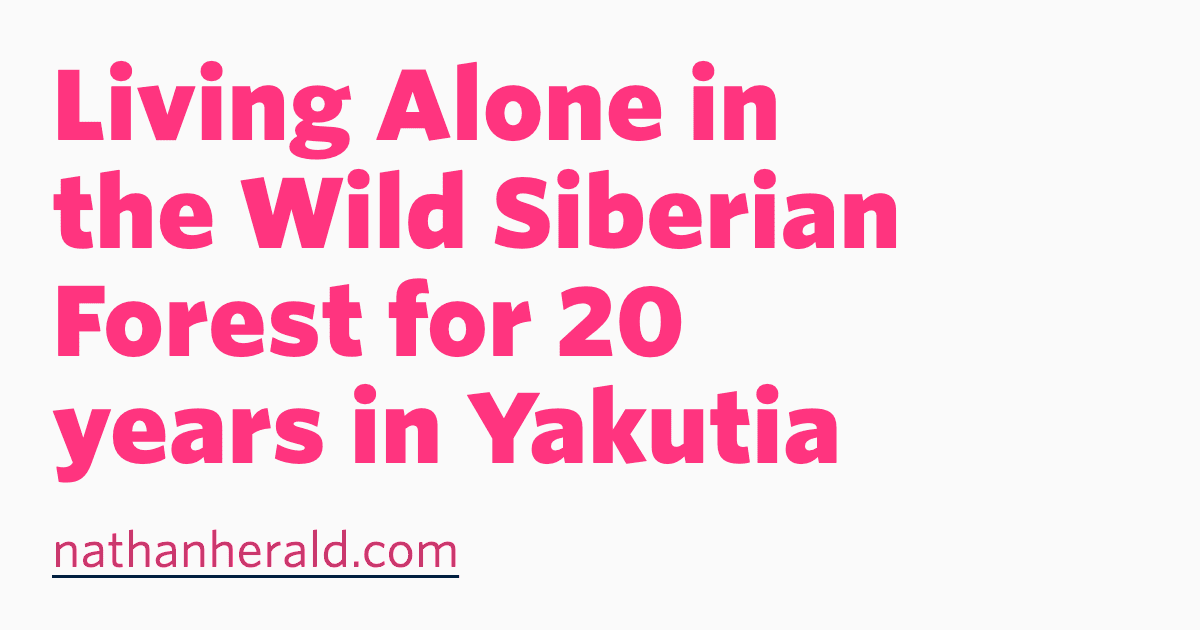 Living Alone in
the Wild Siberian
Forest for 20
years in Yakutia
nathanherald.com